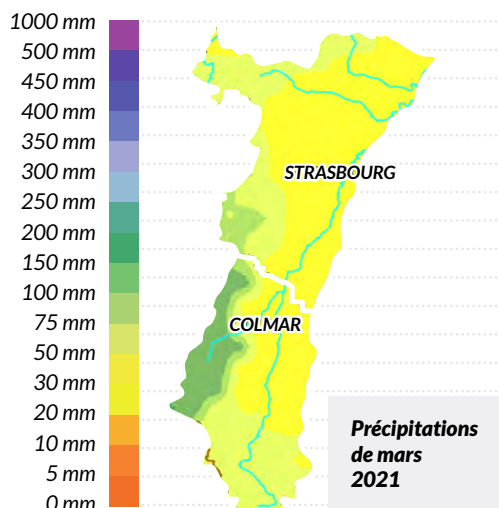 1000 mm
500 mm
450 mm
400 mm
350 mm
300 mm
250 mm
200 mm
150 mm
100 mm
75 mm
50 mm
30 mm
20 mm
10 mm
5 mm
0 mm
STRASBOURG
COLMAR
Précipitations
de mars
2021